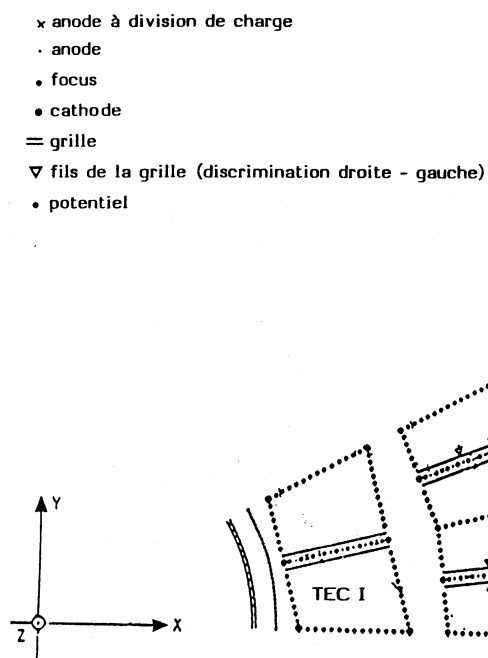 anode à division de charge
anode
focus
cathode
grille
fils de la grille (discrimination droite - gauche)
potentiel
Y
TEC I
Z
X